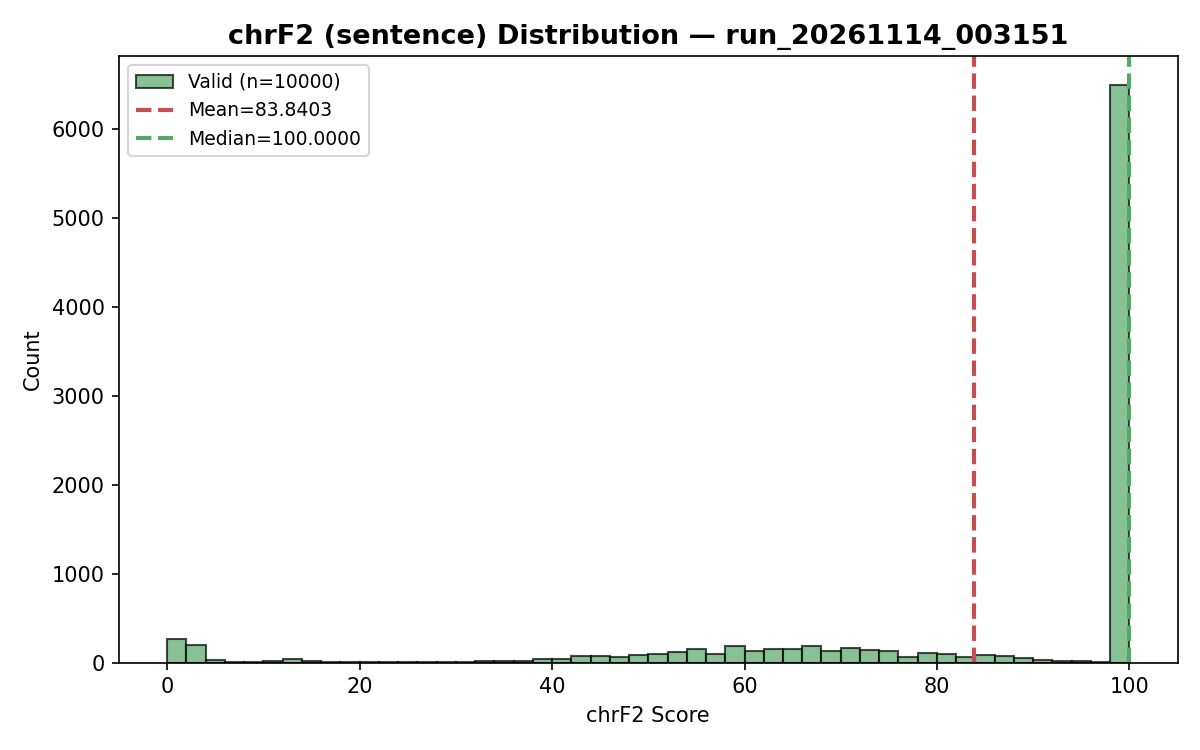 chrF2 (sentence) Distribution — run_20261114_003151
Valid (n=10000)
Mean=83.8403
Median=100.0000
6000
5000
4000
3000
2000
1000
0
Count
0 20 40 60 80 100
chrF2 Score